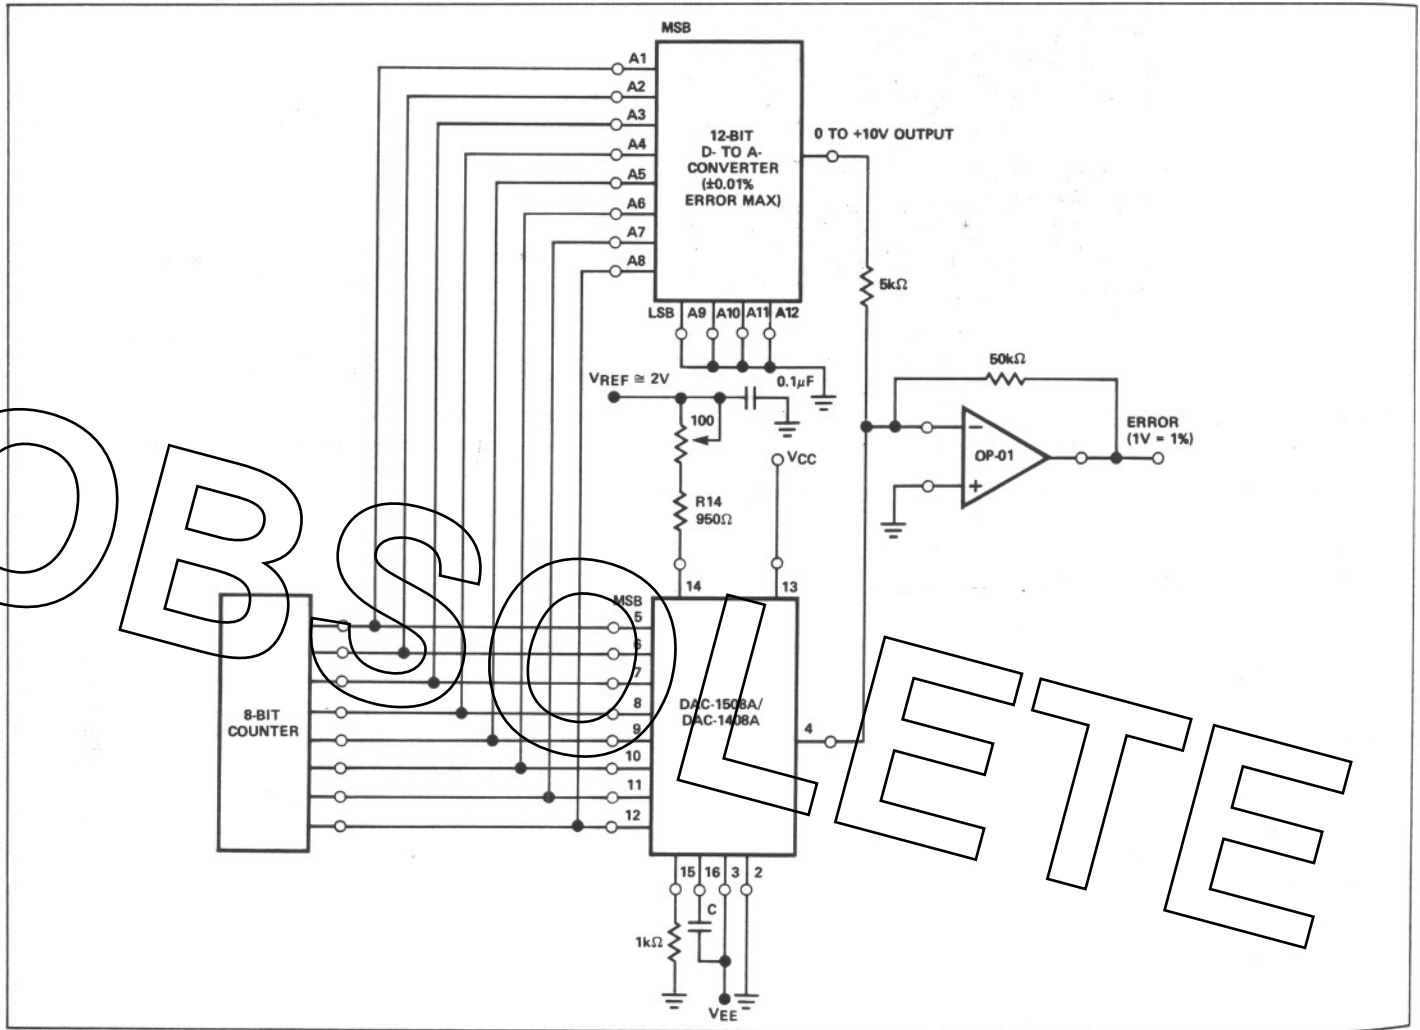 MSB
A1
A2
A3
A4
A5
A6
A7
A8
12-BIT
D- TO A-
CONVERTER
(±0.01%
ERROR MAX)
0 TO +10V OUTPUT
5kΩ
LSB A9 A10 A11 A12
VREF ≅ 2V
0.1μF
100
VCC
R14
950Ω
50kΩ
−
OP-01
+
ERROR
(1V = 1%)
14
13
MSB
5
6
7
8
9
10
11
12
8-BIT
COUNTER
DAC-1508A/
DAC-1408A
4
15 16 3 2
C
1kΩ
VEE
OBSOLETE